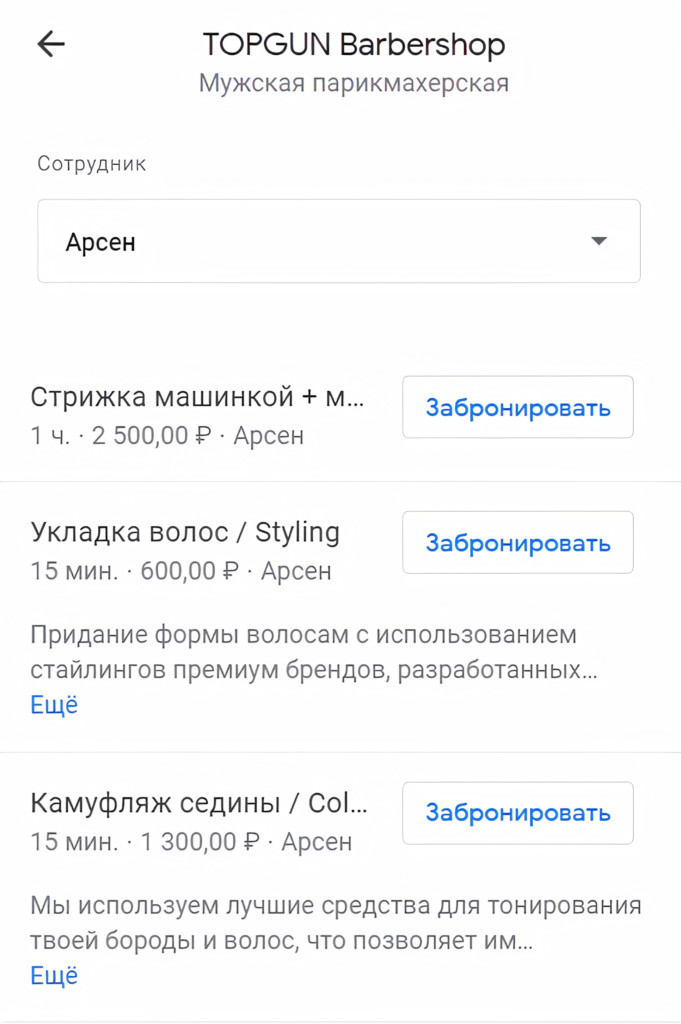 TOPGUN Barbershop
Мужская парикмахерская
Сотрудник
Арсен
Стрижка машинкой + м...
Забронировать
1 ч. · 2 500,00 ₽ · Арсен
Укладка волос / Styling
Забронировать
15 мин. · 600,00 ₽ · Арсен
Придание формы волосам с использованием
стайлингов премиум брендов, разработанных...
Ещё
Камуфляж седины / Col...
Забронировать
15 мин. · 1 300,00 ₽ · Арсен
Мы используем лучшие средства для тонирования
твоей бороды и волос, что позволяет им...
Ещё